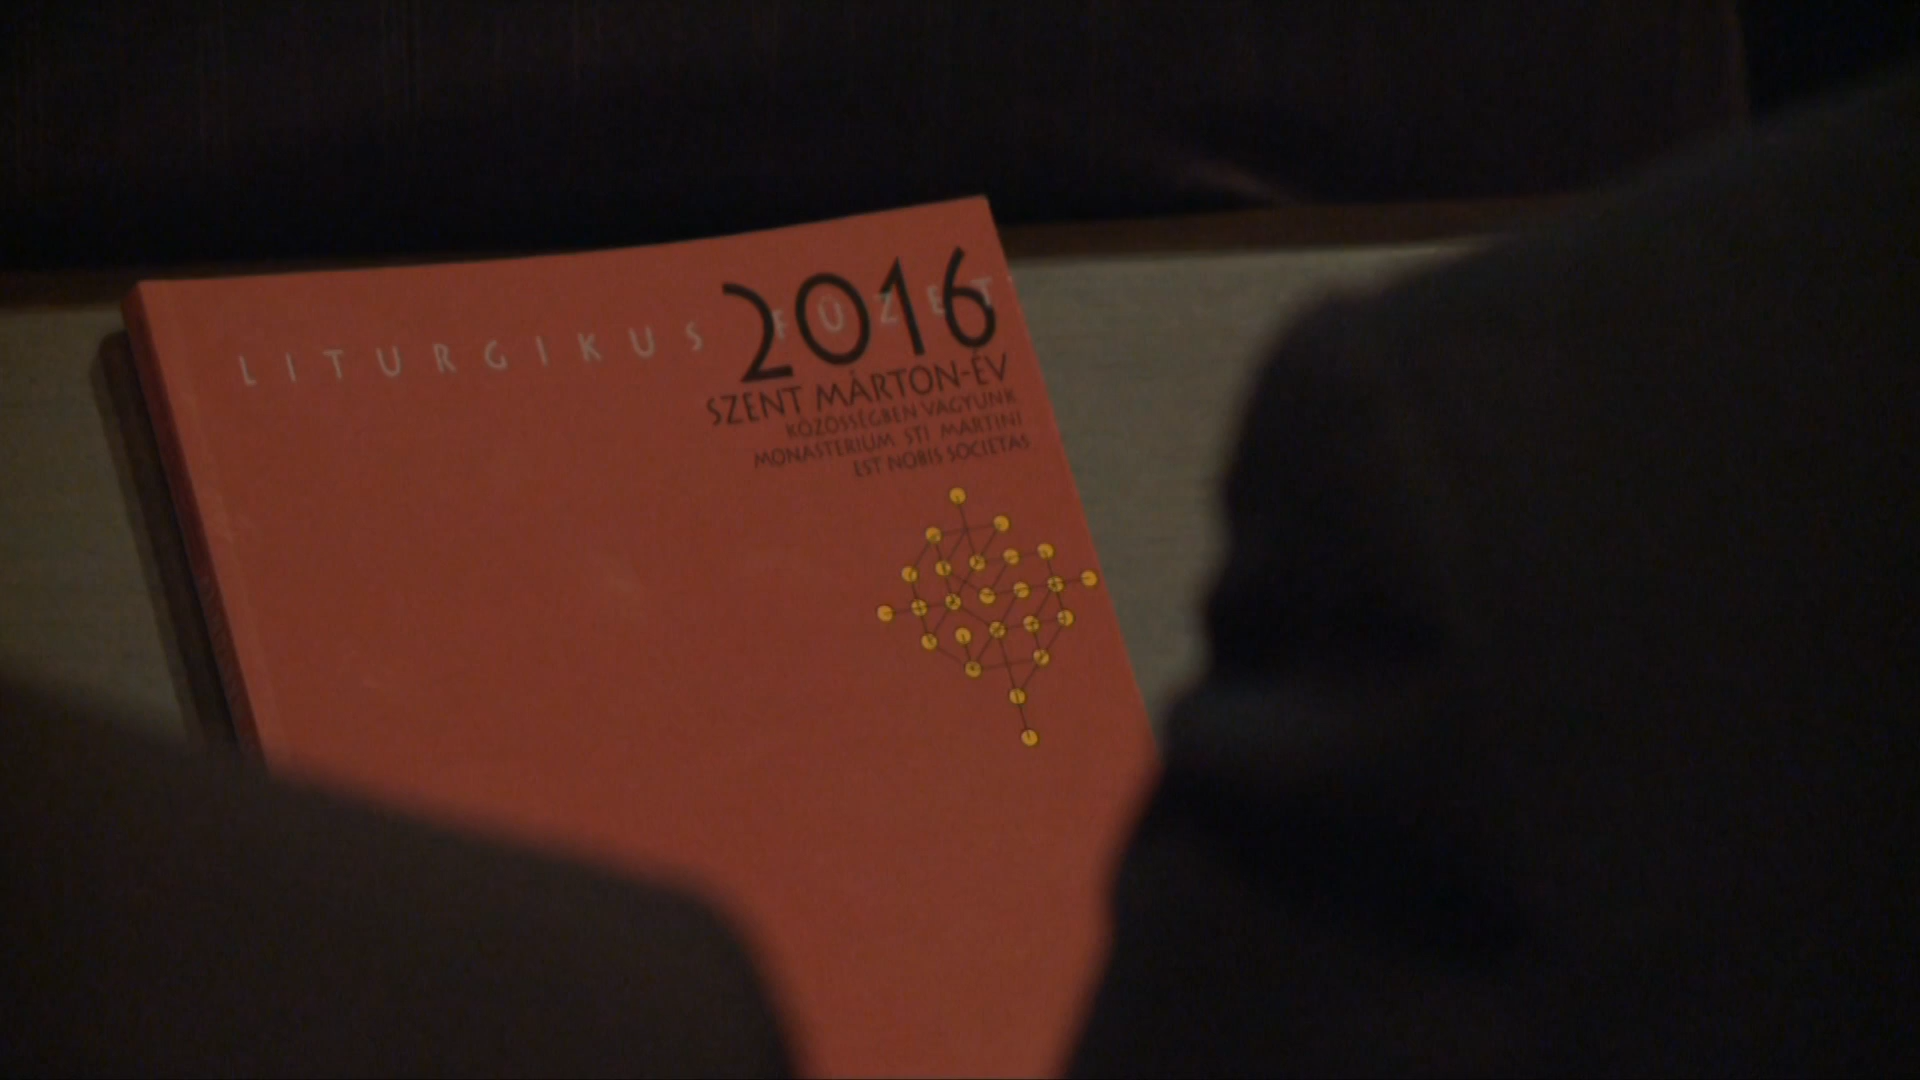 2016
LITURGIKUS FÜZET
SZENT MÁRTON-ÉV
KÖZÖSSÉGBEN VAGYUNK
MONASTERIUM STI MARTINI
EST NOBIS SOCIETAS